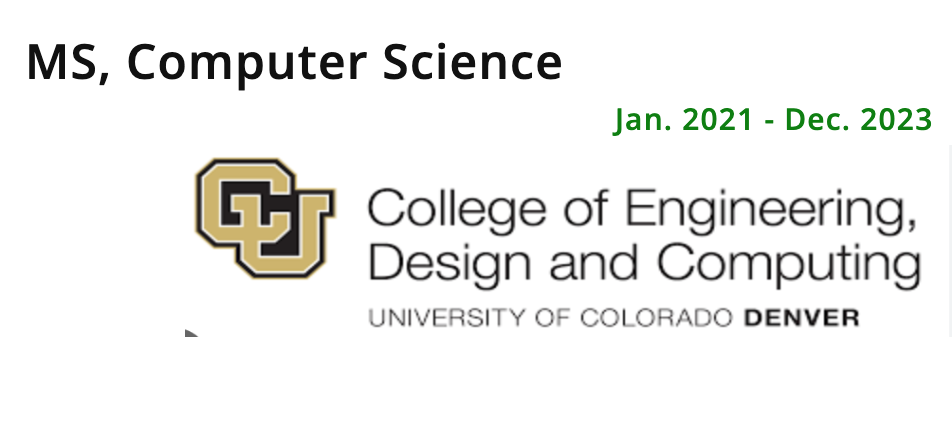 MS, Computer Science
Jan. 2021 - Dec. 2023
CU
College of Engineering,
Design and Computing
UNIVERSITY OF COLORADO DENVER